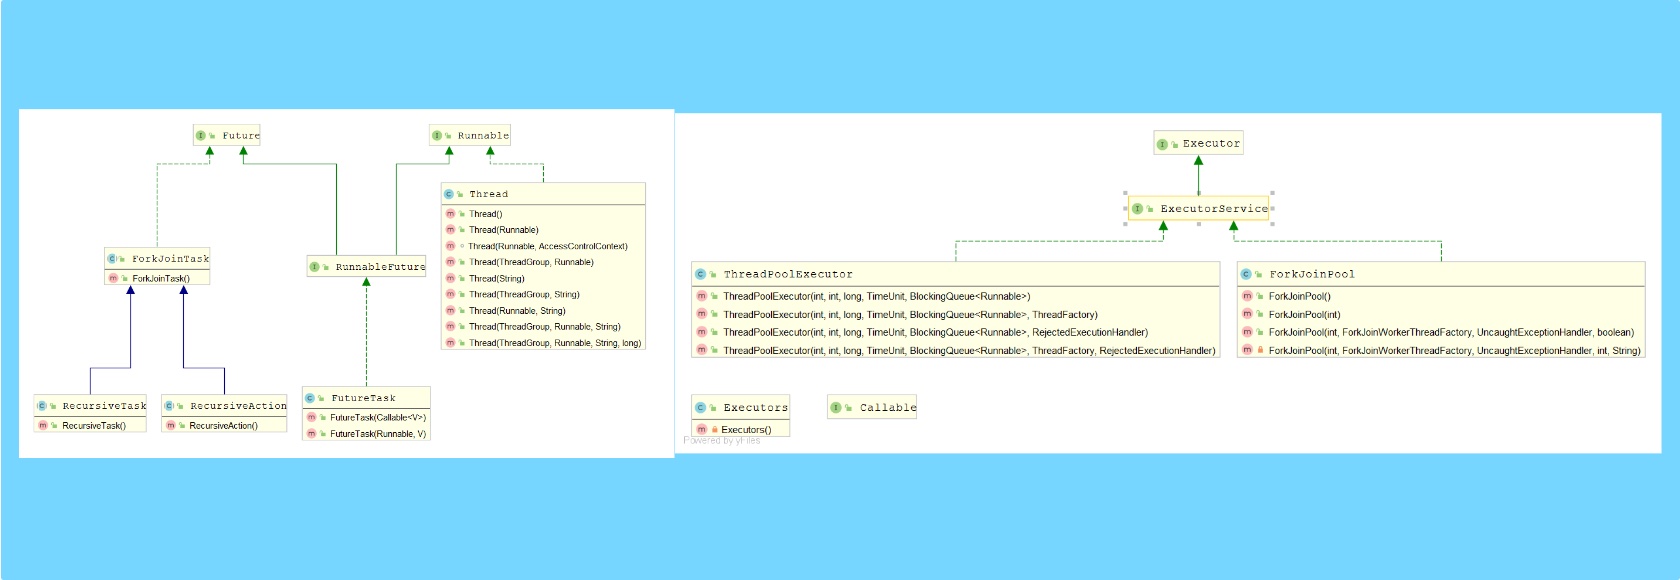 Future
Runnable
Thread
Thread()
Thread(Runnable)
Thread(Runnable, AccessControlContext)
Thread(ThreadGroup, Runnable)
Thread(String)
Thread(ThreadGroup, String)
Thread(Runnable, String)
Thread(ThreadGroup, Runnable, String)
Thread(ThreadGroup, Runnable, String, long)
ForkJoinTask
ForkJoinTask()
RunnableFuture
RecursiveTask
RecursiveTask()
RecursiveAction
RecursiveAction()
FutureTask
FutureTask(Callable<V>)
FutureTask(Runnable, V)
Executor
ExecutorService
ThreadPoolExecutor
ThreadPoolExecutor(int, int, long, TimeUnit, BlockingQueue<Runnable>)
ThreadPoolExecutor(int, int, long, TimeUnit, BlockingQueue<Runnable>, ThreadFactory)
ThreadPoolExecutor(int, int, long, TimeUnit, BlockingQueue<Runnable>, RejectedExecutionHandler)
ThreadPoolExecutor(int, int, long, TimeUnit, BlockingQueue<Runnable>, ThreadFactory, RejectedExecutionHandler)
ForkJoinPool
ForkJoinPool()
ForkJoinPool(int)
ForkJoinPool(int, ForkJoinWorkerThreadFactory, UncaughtExceptionHandler, boolean)
ForkJoinPool(int, ForkJoinWorkerThreadFactory, UncaughtExceptionHandler, int, String)
Executors
Executors()
Callable
Powered by yFiles